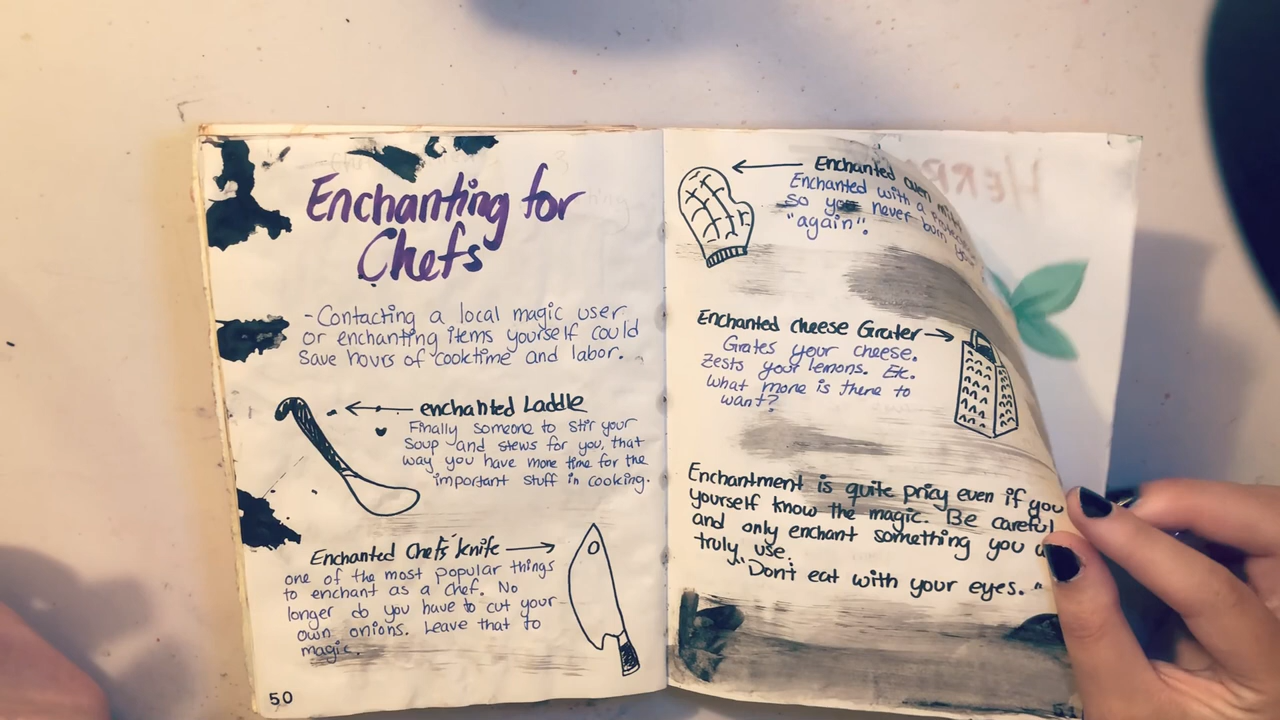 Enchanting for
Chefs
- Contacting a local magic user
or enchanting items yourself could
save hours of cooktime and labor.
enchanted Laddle
Finally someone to stir your
Soup and stews for you, that
way you have more time for the
important stuff in cooking.
Enchanted Chefs' knife
one of the most popular things
to enchant as a chef. No
longer do you have to cut your
own onions. Leave that to
magic.
50
Enchanted
Enchanted with a
so you never burn
"again".
Enchanted cheese Grater
Grates your cheese.
Zests your lemons. Etc.
What more is there to
want?
Enchantment is quite pricy even if you
yourself know the magic. Be careful
and only enchant something you
truly use.
"Don't eat with your eyes."